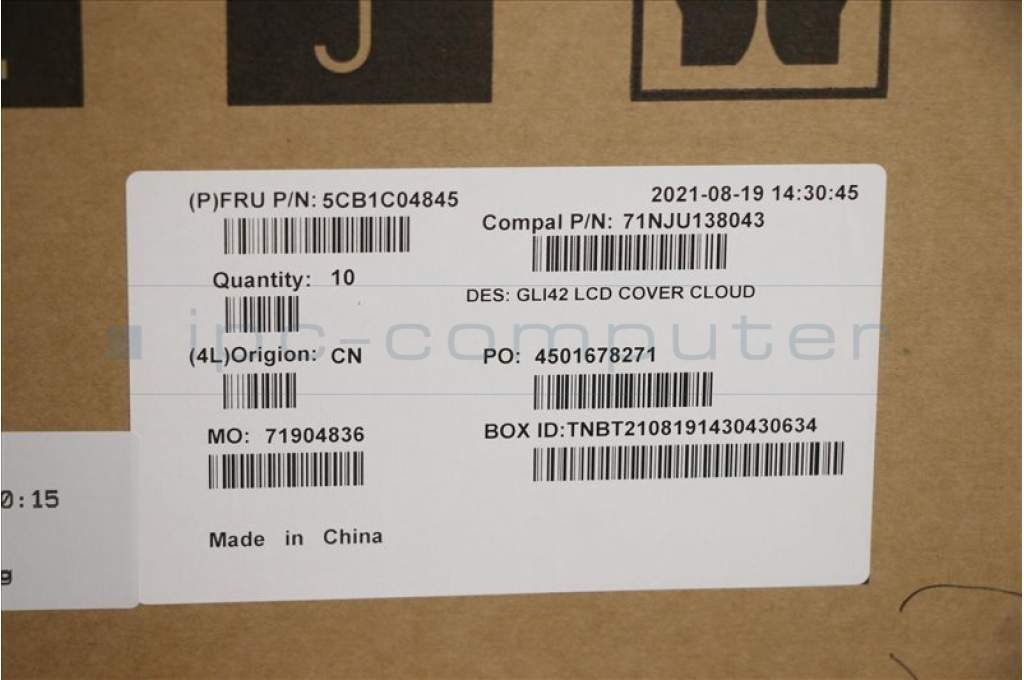 (P)FRU P/N: 5CB1C04845
2021-08-19 14:30:45
Compal P/N: 71NJU138043
Quantity: 10
DES: GLI42 LCD COVER CLOUD
ipc-computer
(4L)Origion: CN
PO: 4501678271
MO: 71904836
BOX ID:TNBT2108191430430634
0:15
Made in China
g